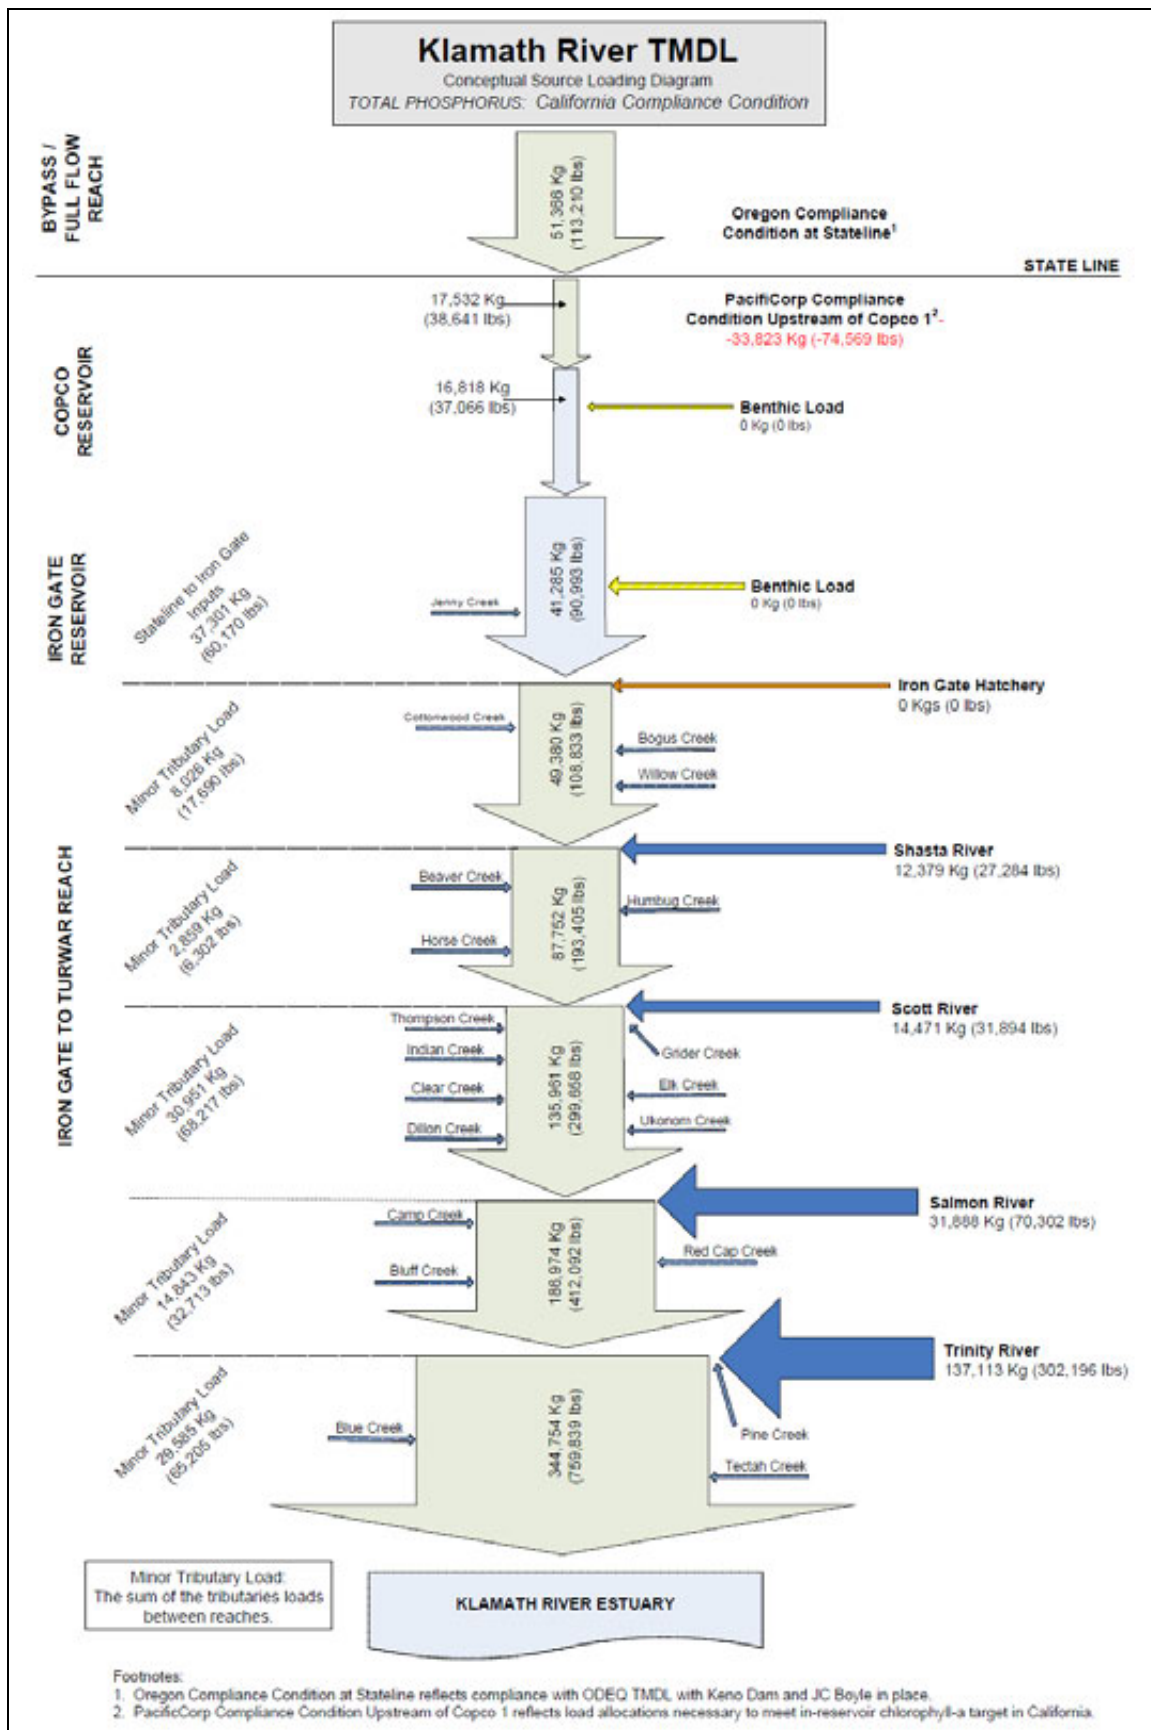 Klamath River TMDL
Conceptual Source Loading Diagram
TOTAL PHOSPHORUS: California Compliance Condition
BYPASS /
FULL FLOW
REACH
51,366 Kg
(113,210 lbs)
Oregon Compliance
Condition at Stateline1
STATE LINE
17,532 Kg
(38,641 lbs)
PacifiCorp Compliance
Condition Upstream of Copco 12-
-33,823 Kg (-74,569 lbs)
COPCO
RESERVOIR
16,818 Kg
(37,066 lbs)
Benthic Load
0 Kg (0 lbs)
IRON GATE
RESERVOIR
Stateline to Iron Gate
Inputs
37,301 Kg
(60,170 lbs)
41,285 Kg
(90,993 lbs)
Jenny Creek
Benthic Load
0 Kg (0 lbs)
Iron Gate Hatchery
0 Kgs (0 lbs)
IRON GATE TO TURWAR REACH
Minor Tributary Load
8,026 Kg
(17,690 lbs)
Cottonwood Creek
49,380 Kg
(108,833 lbs)
Bogus Creek
Willow Creek
Shasta River
12,379 Kg (27,284 lbs)
Minor Tributary Load
2,859 Kg
(6,302 lbs)
Beaver Creek
Horse Creek
87,752 Kg
(193,405 lbs)
Humbug Creek
Scott River
14,471 Kg (31,894 lbs)
Minor Tributary Load
30,951 Kg
(68,217 lbs)
Thompson Creek
Indian Creek
Clear Creek
Dillon Creek
135,961 Kg
(299,658 lbs)
Grider Creek
Elk Creek
Ukonom Creek
Salmon River
31,888 Kg (70,302 lbs)
Minor Tributary Load
14,843 Kg
(32,713 lbs)
Camp Creek
Bluff Creek
186,974 Kg
(412,092 lbs)
Red Cap Creek
Trinity River
137,113 Kg (302,196 lbs)
Minor Tributary Load
29,585 Kg
(65,205 lbs)
Blue Creek
344,754 Kg
(759,839 lbs)
Pine Creek
Tectah Creek
Minor Tributary Load:
The sum of the tributaries loads
between reaches.
KLAMATH RIVER ESTUARY
Footnotes:
1. Oregon Compliance Condition at Stateline reflects compliance with ODEQ TMDL with Keno Dam and JC Boyle in place.
2. PacificCorp Compliance Condition Upstream of Copco 1 reflects load allocations necessary to meet in-reservoir chlorophyll-a target in California.